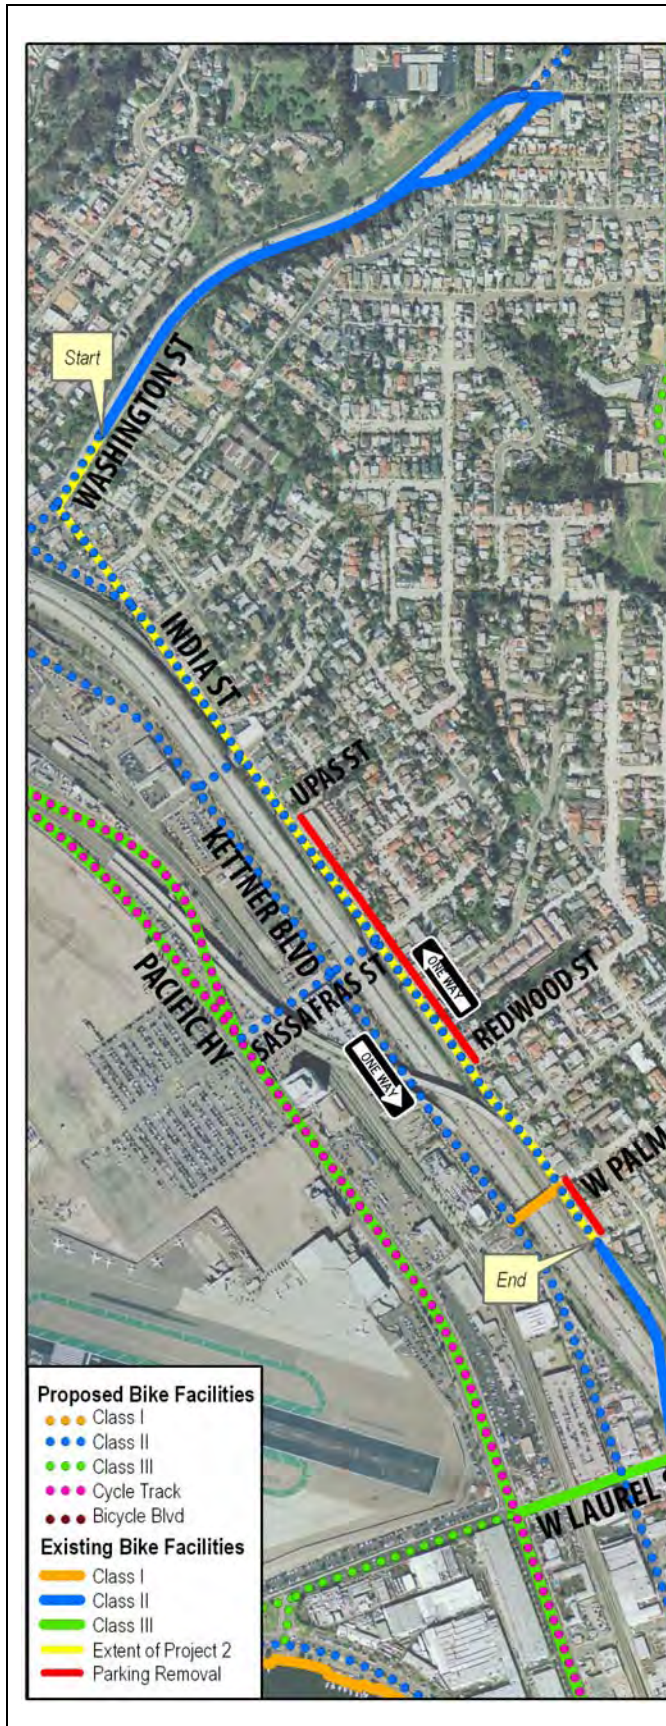 Start
WASHINGTON ST
INDIA ST
UPAS ST
KETTNER BLVD
ONE WAY
REDWOOD ST
PACIFIC HY
SASSAFRAS ST
ONE WAY
W PALM
End
W LAUREL
Proposed Bike Facilities
Class I
Class II
Class III
Cycle Track
Bicycle Blvd
Existing Bike Facilities
Class I
Class II
Class III
Extent of Project 2
Parking Removal